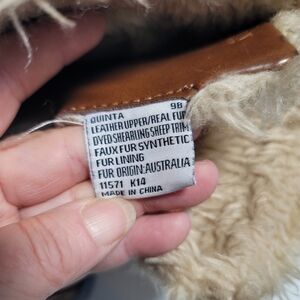 QUINTA 9B
LEATHER UPPER/REAL FUR
DYED SHEARLING SHEEP TRIM
FAUX FUR SYNTHETIC
FUR LINING
FUR ORIGIN:AUSTRALIA
11571 K14
MADE IN CHINA